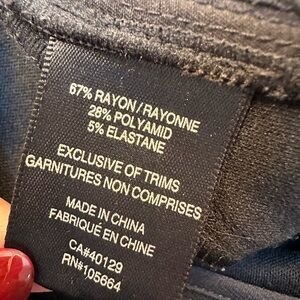 67% RAYON/RAYONNE
28% POLYAMID
5% ELASTANE
EXCLUSIVE OF TRIMS
GARNITURES NON COMPRISES
MADE IN CHINA
FABRIQUÉ EN CHINE
CA#40129
RN#105664